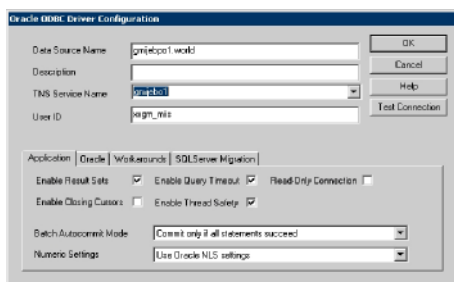 Oracle ODBC Driver Configuration
Data Source Name gmjebpo1.world OK
Description Cancel
TNS Service Name Help
User ID Test Connection
Application Oracle Workarounds SQLServer Migration
Enable Result Sets Enable Query Timeout Read-Only Connection
Enable Closing Cursors Enable Thread Safety
Batch Autocommit Mode Commit only if all statements succeed
Numeric Settings Use Oracle NLS settings